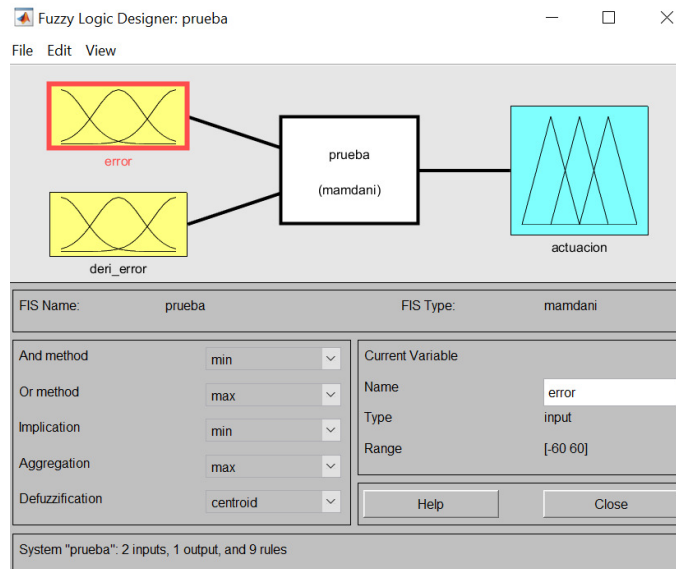 Fuzzy Logic Designer: prueba
File Edit View
error
deri_error
prueba
(mamdani)
actuacion
FIS Name: prueba FIS Type: mamdani
And method min
Or method max
Implication min
Aggregation max
Defuzzification centroid
Current Variable
Name error
Type input
Range [-60 60]
Help Close
System "prueba": 2 inputs, 1 output, and 9 rules